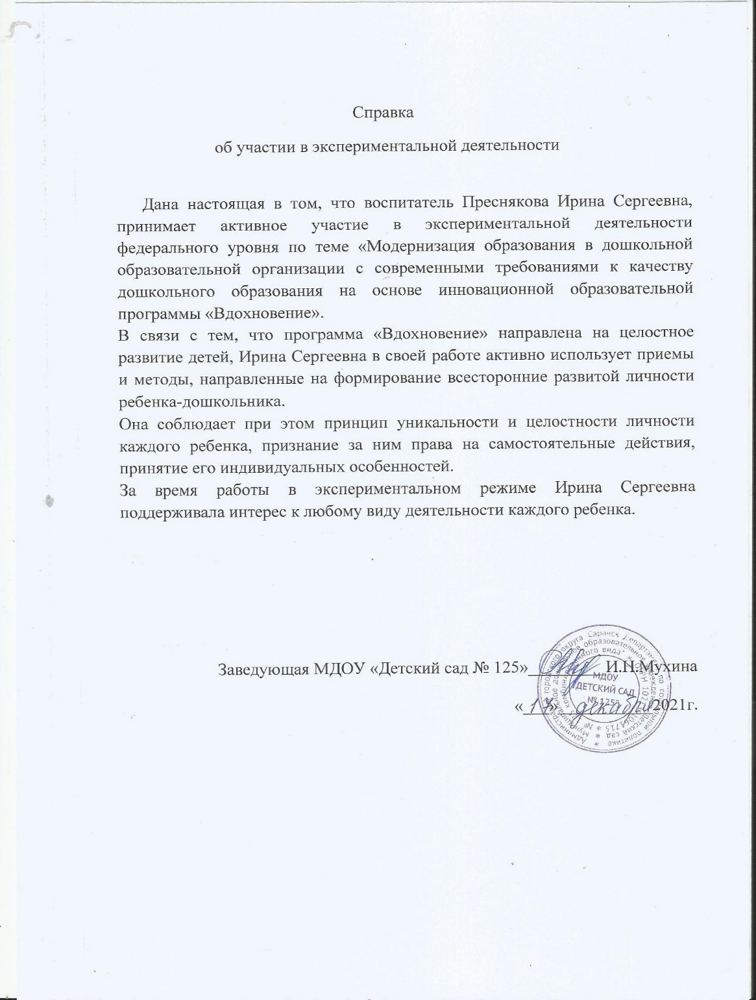 Справка
об участии в экспериментальной деятельности
Дана настоящая в том, что воспитатель Преснякова Ирина Сергеевна,
принимает активное участие в экспериментальной деятельности
федерального уровня по теме «Модернизация образования в дошкольной
образовательной организации с современными требованиями к качеству
дошкольного образования на основе инновационной образовательной
программы «Вдохновение».
В связи с тем, что программа «Вдохновение» направлена на целостное
развитие детей, Ирина Сергеевна в своей работе активно использует приемы
и методы, направленные на формирование всесторонние развитой личности
ребенка-дошкольника.
Она соблюдает при этом принцип уникальности и целостности личности
каждого ребенка, признание за ним права на самостоятельные действия,
принятие его индивидуальных особенностей.
За время работы в экспериментальном режиме Ирина Сергеевна
поддерживала интерес к любому виду деятельности каждого ребенка.
Заведующая МДОУ «Детский сад № 125» И.Н.Мухина
« » декабря 2021г.
МДОУ
ДЕТСКИЙ САД
№ 125